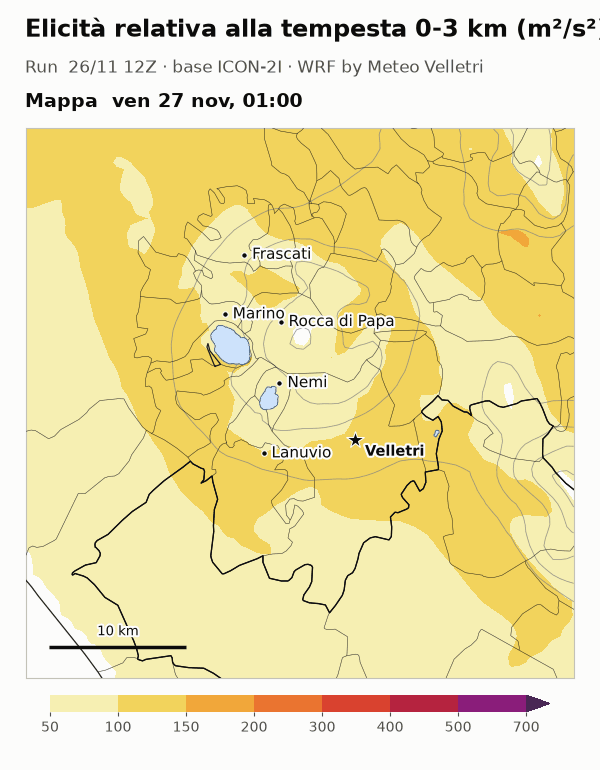 Elicità relativa alla tempesta 0-3 km (m²/s²)
Run 26/11 12Z · base ICON-2I · WRF by Meteo Velletri
Mappa ven 27 nov, 01:00
Frascati
Marino
Rocca di Papa
Nemi
Velletri
Lanuvio
10 km
50 100 150 200 300 400 500 700